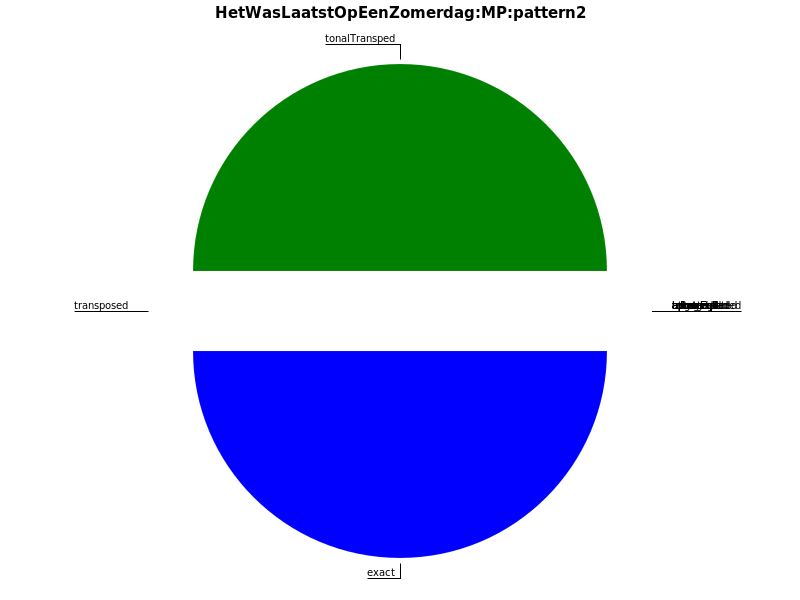 HetWasLaatstOpEenZomerdag:MP:pattern2
tonalTransped
transposed
exact